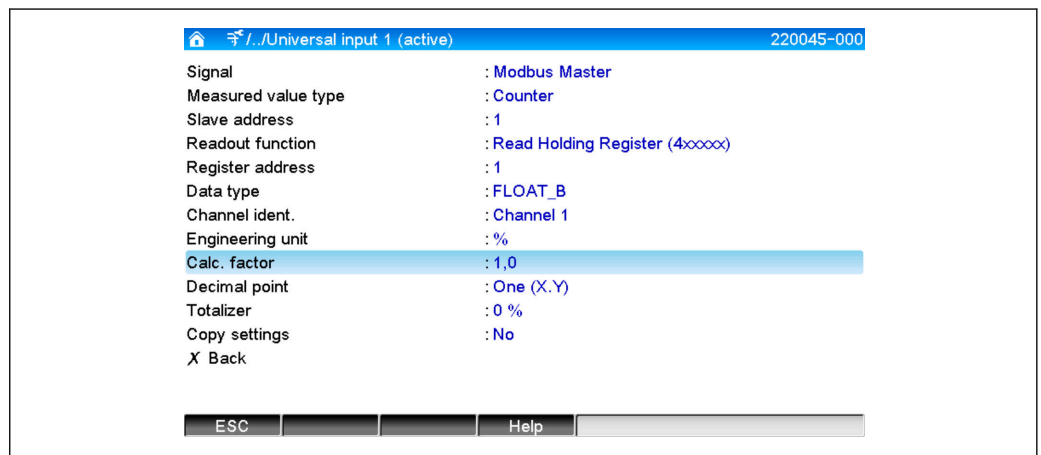 /../Universal input 1 (active) 220045-000
Signal : Modbus Master
Measured value type : Counter
Slave address : 1
Readout function : Read Holding Register (4xxxxx)
Register address : 1
Data type : FLOAT_B
Channel ident. : Channel 1
Engineering unit : %
Calc. factor : 1,0
Decimal point : One (X.Y)
Totalizer : 0 %
Copy settings : No
X Back
ESC Help